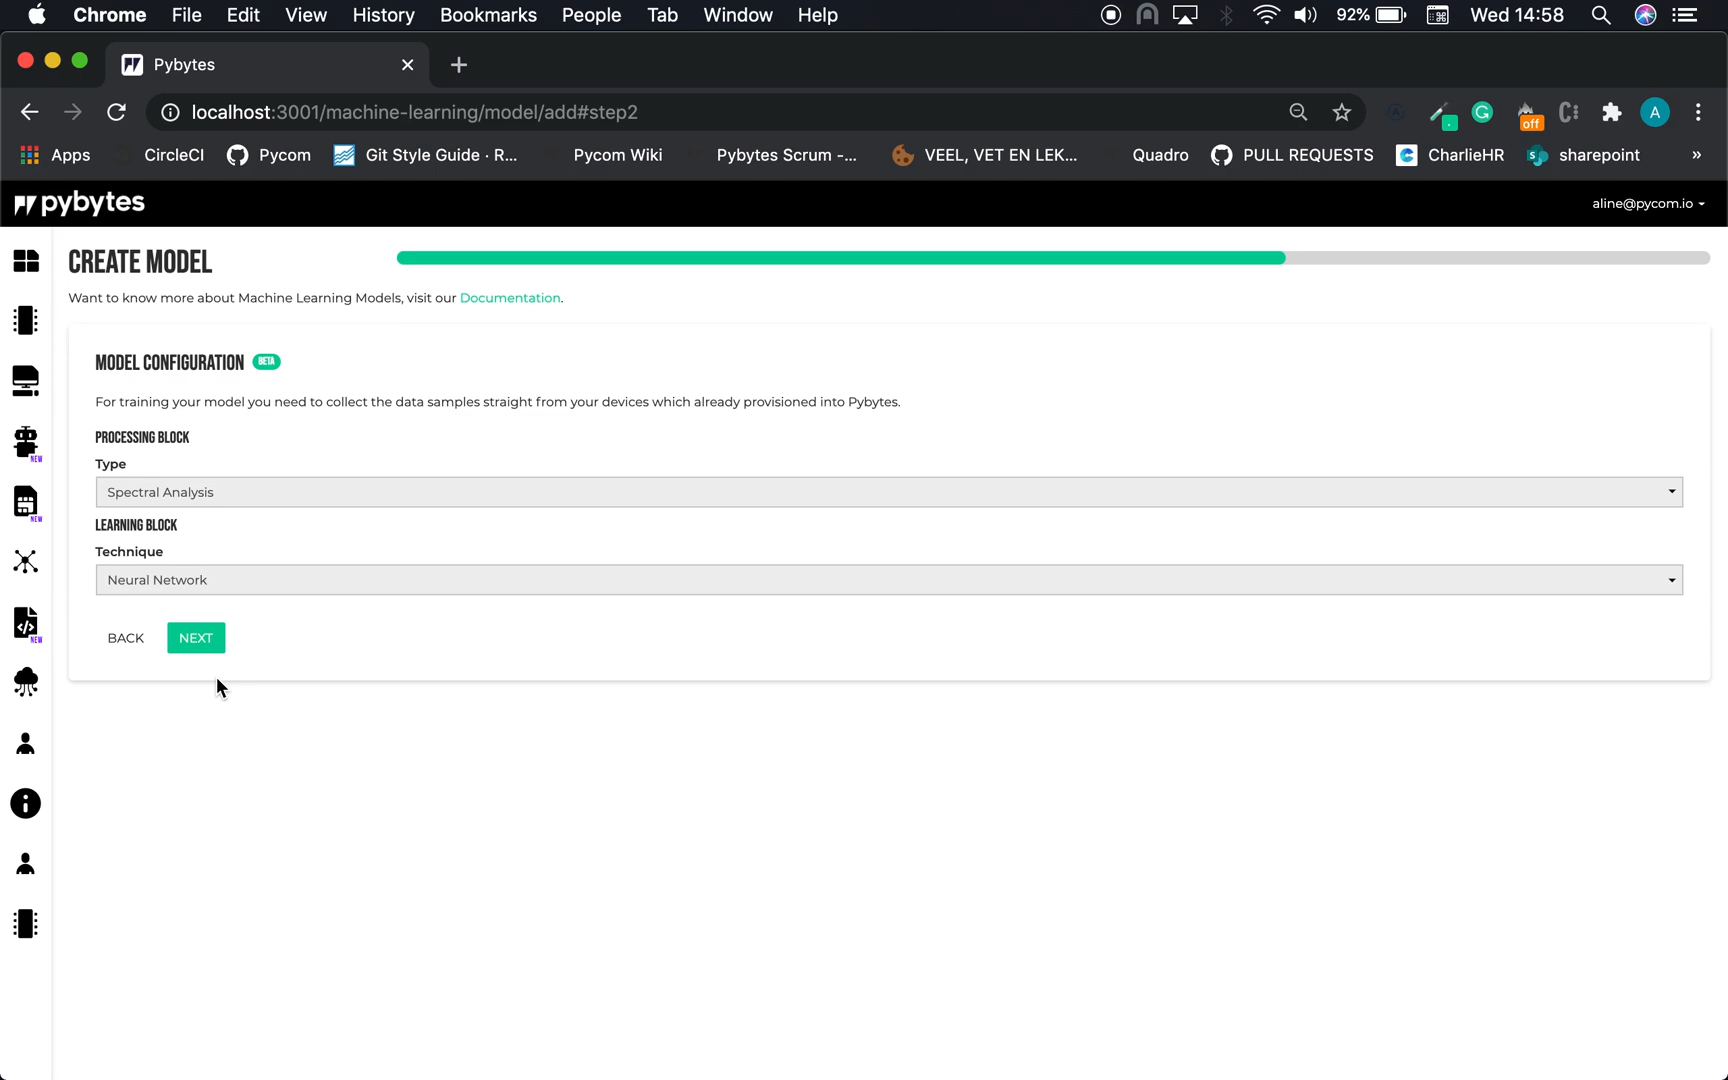 Chrome File Edit View History Bookmarks People Tab Window Help 92% Wed 14:58
Pybytes
localhost:3001/machine-learning/model/add#step2
off
A
Apps CircleCI Pycom Git Style Guide · R... Pycom Wiki Pybytes Scrum -... VEEL, VET EN LEK... Quadro PULL REQUESTS CharlieHR sharepoint »
pybytes
aline@pycom.io
CREATE MODEL
Want to know more about Machine Learning Models, visit our Documentation.
MODEL CONFIGURATION BETA
For training your model you need to collect the data samples straight from your devices which already provisioned into Pybytes.
PROCESSING BLOCK
Type
Spectral Analysis
LEARNING BLOCK
Technique
Neural Network
BACK NEXT
NEW
NEW
NEW